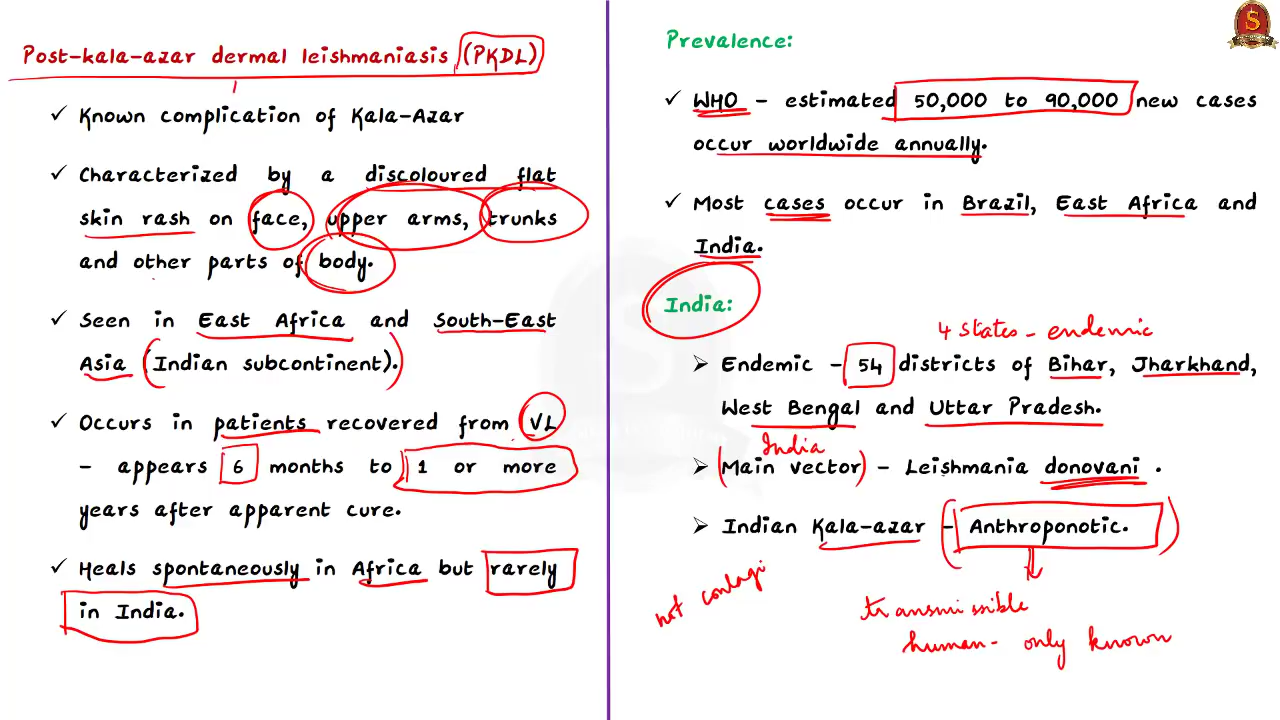 Post-kala-azar dermal leishmaniasis (PKDL)
✓ Known complication of Kala-Azar
✓ Characterized by a discoloured flat
skin rash on face, upper arms, trunks
and other parts of body.
✓ Seen in East Africa and South-East
Asia (Indian subcontinent).
✓ Occurs in patients recovered from VL
- appears 6 months to 1 or more
years after apparent cure.
✓ Heals spontaneously in Africa but rarely
in India.
Prevalence:
✓ WHO - estimated 50,000 to 90,000 new cases
occur worldwide annually.
✓ Most cases occur in Brazil, East Africa and
India.
India:
4 States - endemic
➢ Endemic - 54 districts of Bihar, Jharkhand,
West Bengal and Uttar Pradesh.
India
➢ (Main vector) - Leishmania donovani .
➢ Indian Kala-azar (- Anthroponotic.)
not contagi
transmissible
human - only known
S